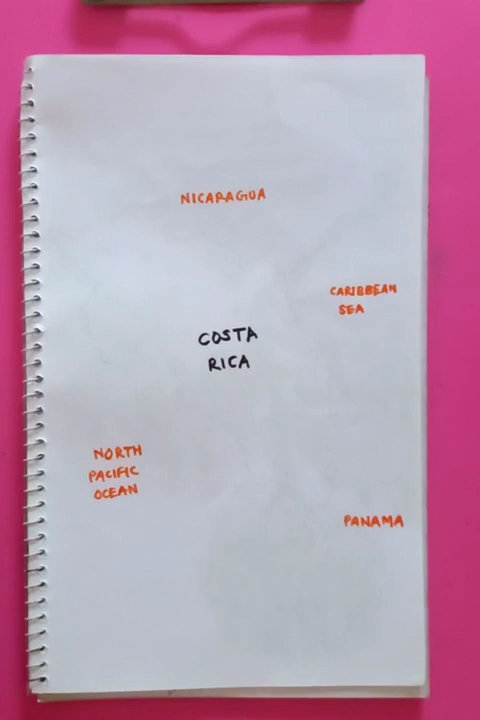 NICARAGUA
CARIBBEAN
SEA
COSTA
RICA
NORTH
PACIFIC
OCEAN
PANAMA